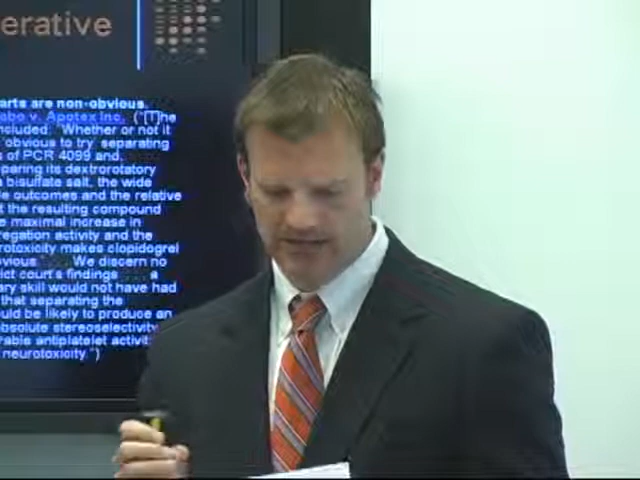 erative
arts are non-obvious.
abo v. Apotex Inc. ("[T]he
ncluded: "Whether or not it
obvious to try' separating
s of PCR 4099 and
paring its dextrorotatory
bisulfate salt, the wide
le outcomes and the relative
t the resulting compound
e maximal increase in
regation activity and the
rotoxicity makes clopidogrel
vious We discern no
ict court's findings a
ary skill would not have had
that separating the
ould be likely to produce an
absolute stereoselectivity
rable antiplatelet activit
neurotoxicity.")